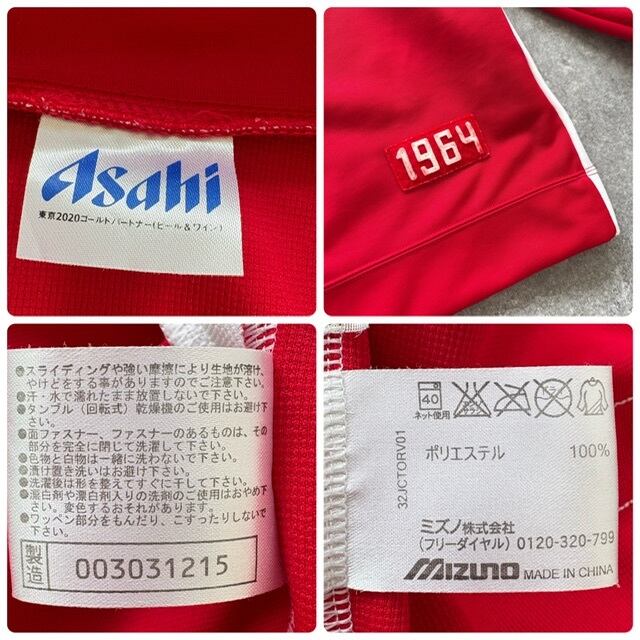 Asahi
東京2020ゴールドパートナー(ビール&ワイン)
1964
●スライディングや強い摩擦により生地が溶け、
やけどをする事がありますのでご注意下さい。
●汗・水で濡れたまま放置しないで下さい。
●タンブル(回転式)乾燥機のご使用はお避け下
さい。
●面ファスナー、ファスナーのあるものは、その
部分を完全に閉じて洗濯して下さい。
●色物と白物は一緒に洗わないで下さい。
●漬け置き洗いはお避け下さい。
●洗濯後は形を整えてすぐに干して下さい。
●漂白剤や漂白剤入りの洗剤のご使用はおやめ下
さい。変色するおそれがあります。
●ワッペン部分をもんだり、こすったりしないで
下さい。
製造 003031215
40
ネット使用
32JCTORV01
ポリエステル 100%
ミズノ株式会社
(フリーダイヤル) 0120-320-799
MIZUNO MADE IN CHINA